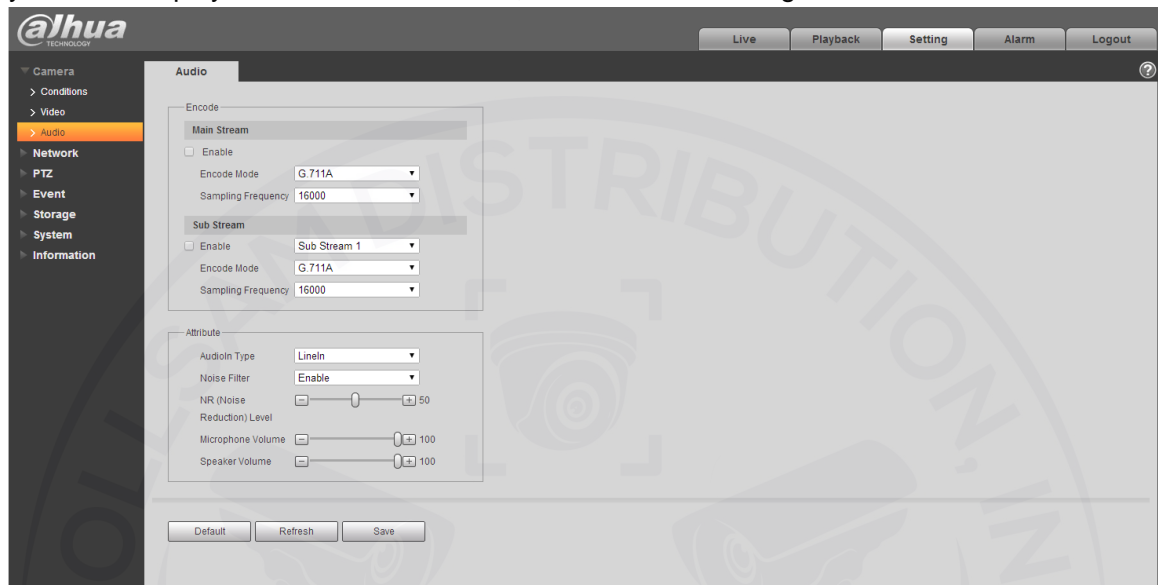 alhua
TECHNOLOGY
Live
Playback
Setting
Alarm
Logout
Camera
Conditions
Video
Audio
Network
PTZ
Event
Storage
System
Information
Audio
?
Encode
Main Stream
Enable
Encode Mode G.711A
Sampling Frequency 16000
Sub Stream
Enable Sub Stream 1
Encode Mode G.711A
Sampling Frequency 16000
Attribute
AudioIn Type LineIn
Noise Filter Enable
NR (Noise
Reduction) Level 50
Microphone Volume 100
Speaker Volume 100
Default
Refresh
Save
DISTRIBUTION, IN